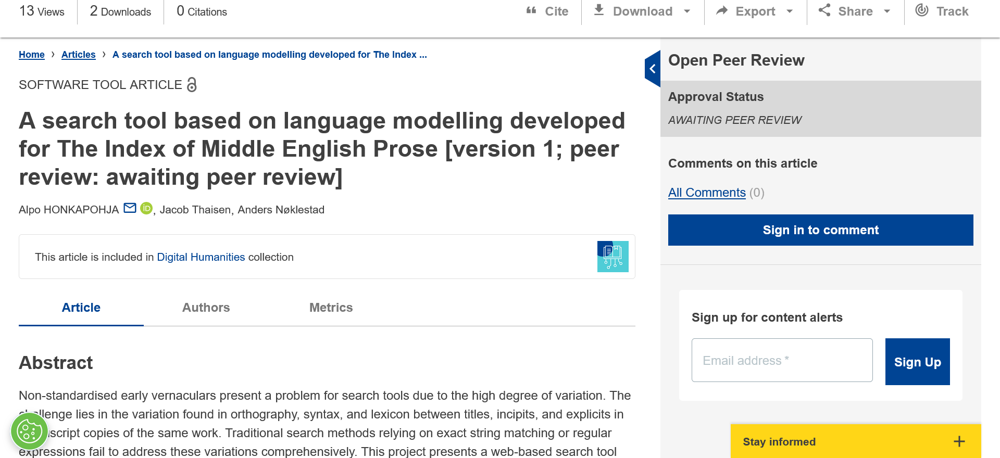 13 Views 2 Downloads 0 Citations
Cite Download Export Share Track
Home › Articles › A search tool based on language modelling developed for The Index ...
SOFTWARE TOOL ARTICLE
A search tool based on language modelling developed
for The Index of Middle English Prose [version 1; peer
review: awaiting peer review]
Alpo HONKAPOHJA iD, Jacob Thaisen, Anders Nøklestad
This article is included in Digital Humanities collection
Article Authors Metrics
Abstract
Non-standardised early vernaculars present a problem for search tools due to the high degree of variation. The
lenge lies in the variation found in orthography, syntax, and lexicon between titles, incipits, and explicits in
script copies of the same work. Traditional search methods relying on exact string matching or regular
expressions fail to address these variations comprehensively. This project presents a web-based search tool
Open Peer Review
Approval Status
AWAITING PEER REVIEW
Comments on this article
All Comments (0)
Sign in to comment
Sign up for content alerts
Email address *
Sign Up
Stay informed +